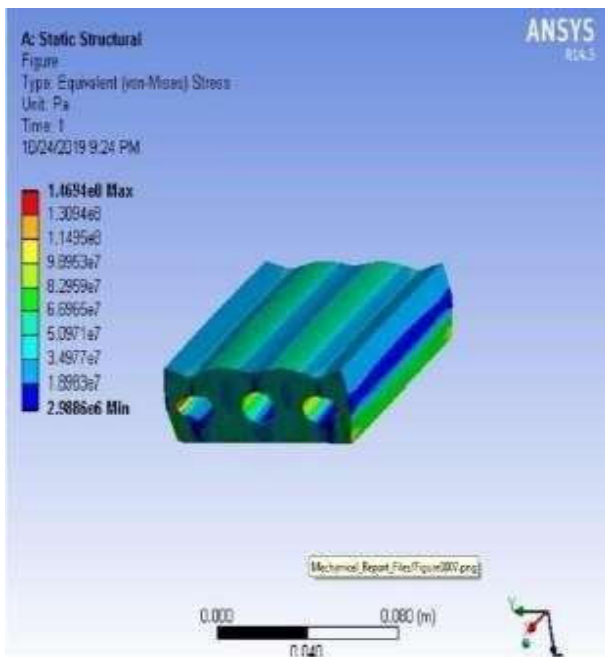 A: Static Structural
Figure
Type: Equivalent (von-Mises) Stress
Unit: Pa
Time: 1
10/24/2019 9:24 PM
ANSYS
R14.5
1.4694e8 Max
1.3094e8
1.1495e8
9.8953e7
8.2959e7
6.6965e7
5.0971e7
3.4977e7
1.8983e7
2.9886e6 Min
Mechanical_Report_Files/Figure0007.png
0.000
0.080 (m)
0.040
Y